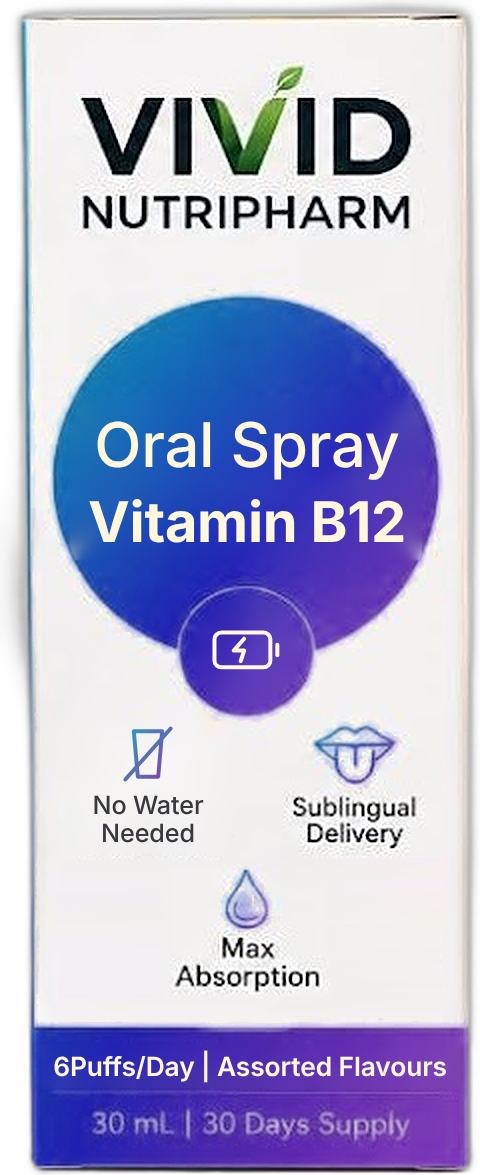 VIVID
NUTRIPHARM
Oral Spray
Vitamin B12
No Water
Needed
Sublingual
Delivery
Max
Absorption
6Puffs/Day | Assorted Flavours
30 mL | 30 Days Supply